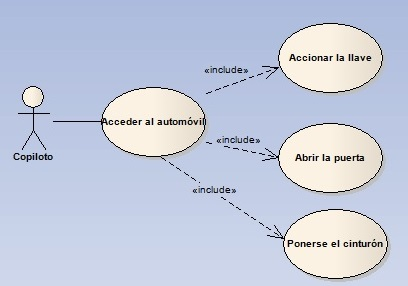 Accionar la llave
«include»
Acceder al automóvil
«include»
Abrir la puerta
Copiloto
«include»
Ponerse el cinturón